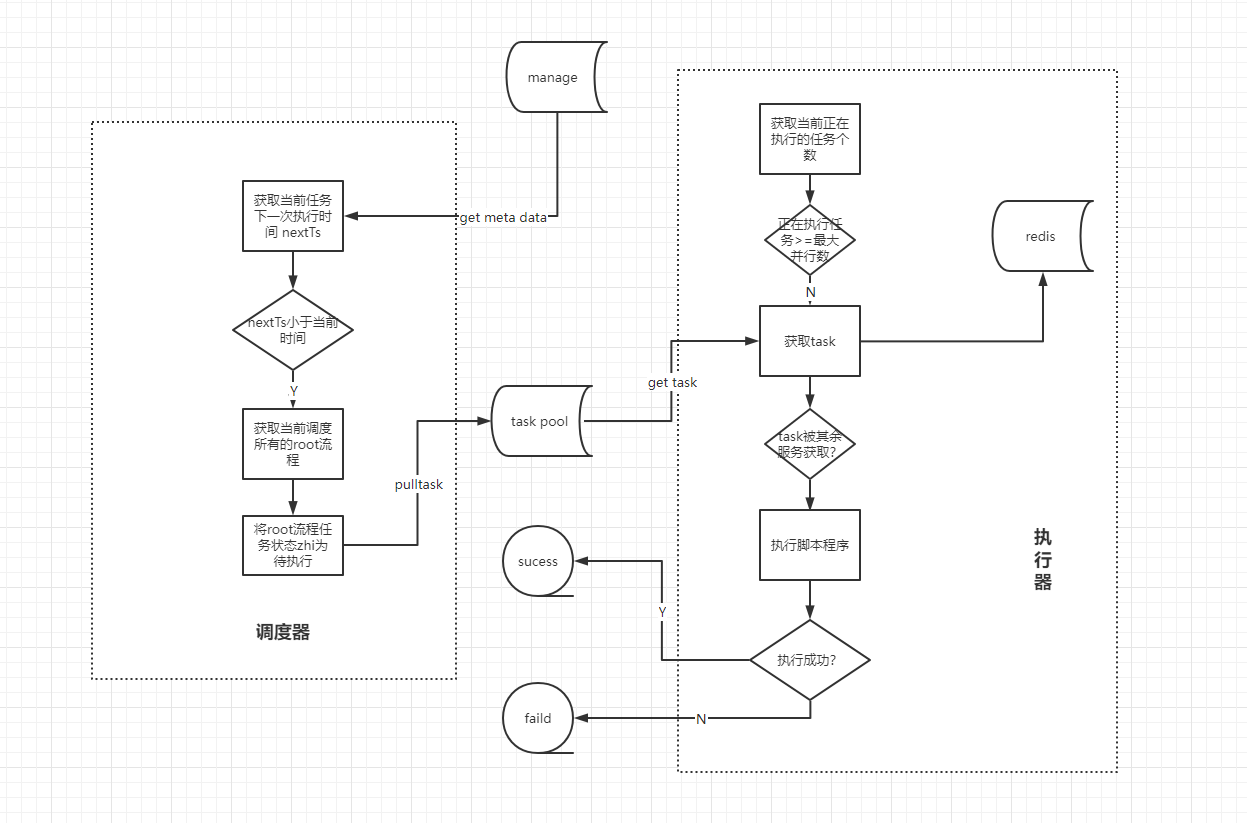 manage
get meta data
获取当前任务
下一次执行时
间 nextTs
nextTs小于当前
时间
Y
获取当前调度
所有的root流
程
将root流程任
务状态zhi为
待执行
调度器
pulltask
task pool
get task
获取当前正在
执行的任务个
数
正在执行任
务>=最大
并行数
N
获取task
redis
task被其余
服务获取?
执行脚本程序
执行成功?
Y
sucess
N
faild
执
行
器